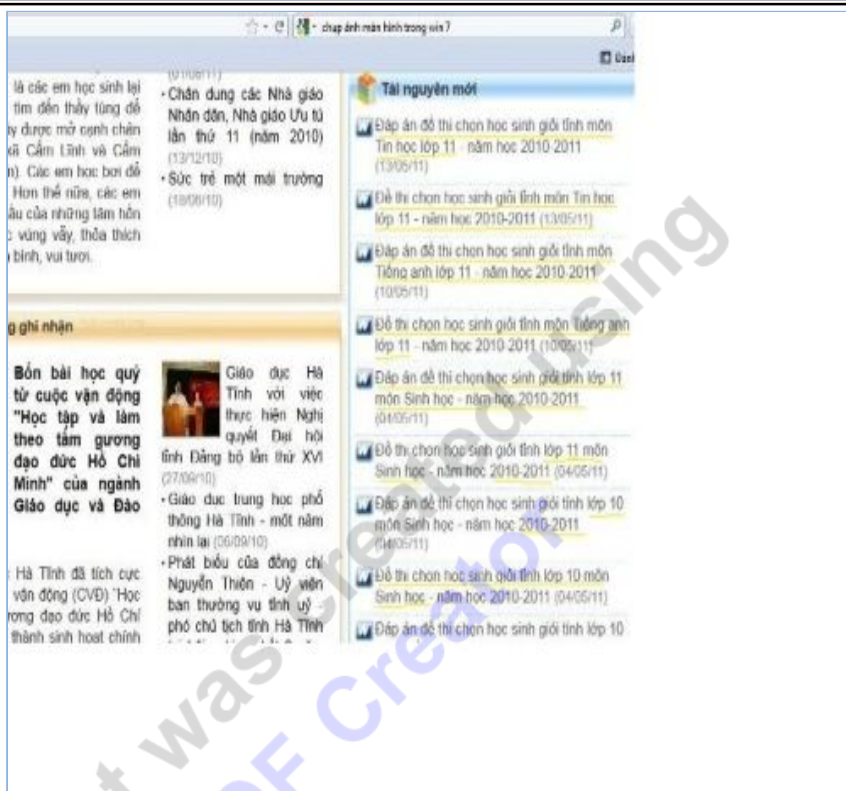 chụp ảnh màn hình trong win 7
là các em học sinh lại
tìm đến thầy tùng để
y được mở cạnh chân
xã Cẩm Lĩnh và Cẩm
n). Các em học bơi để
Hơn thế nữa, các em
ầu của những tâm hồn
c vùng vẫy, thỏa thích
bình, vui tươi.
(01/08/11)
Chân dung các Nhà giáo
Nhân dân, Nhà giáo Ưu tú
lần thứ 11 (năm 2010)
(13/12/10)
Sức trẻ một mái trường
(18/08/10)
g ghi nhận
Bốn bài học quý
từ cuộc vận động
"Học tập và làm
theo tấm gương
đạo đức Hồ Chí
Minh" của ngành
Giáo dục và Đào
Hà Tĩnh đã tích cực
vận động (CVĐ) "Học
ương đạo đức Hồ Chí
thành sinh hoạt chính
Giáo dục Hà
Tĩnh với việc
thực hiện Nghị
quyết Đại hội
tỉnh Đảng bộ lần thứ XVI
(27/09/10)
Giáo dục trung học phổ
thông Hà Tĩnh - một năm
nhìn lại (06/09/10)
Phát biểu của đồng chí
Nguyễn Thiện - Uỷ viên
ban thường vụ tỉnh uỷ -
phó chủ tịch tỉnh Hà Tĩnh
Tài nguyên mới
Đáp án đề thi chọn học sinh giỏi tỉnh môn
Tin học lớp 11 - năm học 2010-2011
(13/05/11)
Đề thi chọn học sinh giỏi tỉnh môn Tin học
lớp 11 - năm học 2010-2011 (13/05/11)
Đáp án đề thi chọn học sinh giỏi tỉnh môn
Tiếng anh lớp 11 - năm học 2010-2011
(10/05/11)
Đề thi chọn học sinh giỏi tỉnh môn Tiếng anh
lớp 11 - năm học 2010-2011 (10/05/11)
Đáp án đề thi chọn học sinh giỏi tỉnh lớp 11
môn Sinh học - năm học 2010-2011
(04/05/11)
Đề thi chọn học sinh giỏi tỉnh lớp 11 môn
Sinh học - năm học 2010-2011 (04/05/11)
Đáp án đề thi chọn học sinh giỏi tỉnh lớp 10
môn Sinh học - năm học 2010-2011
(04/05/11)
Đề thi chọn học sinh giỏi tỉnh lớp 10 môn
Sinh học - năm học 2010-2011 (04/05/11)
Đáp án đề thi chọn học sinh giỏi tỉnh lớp 10
t was created using
Creator